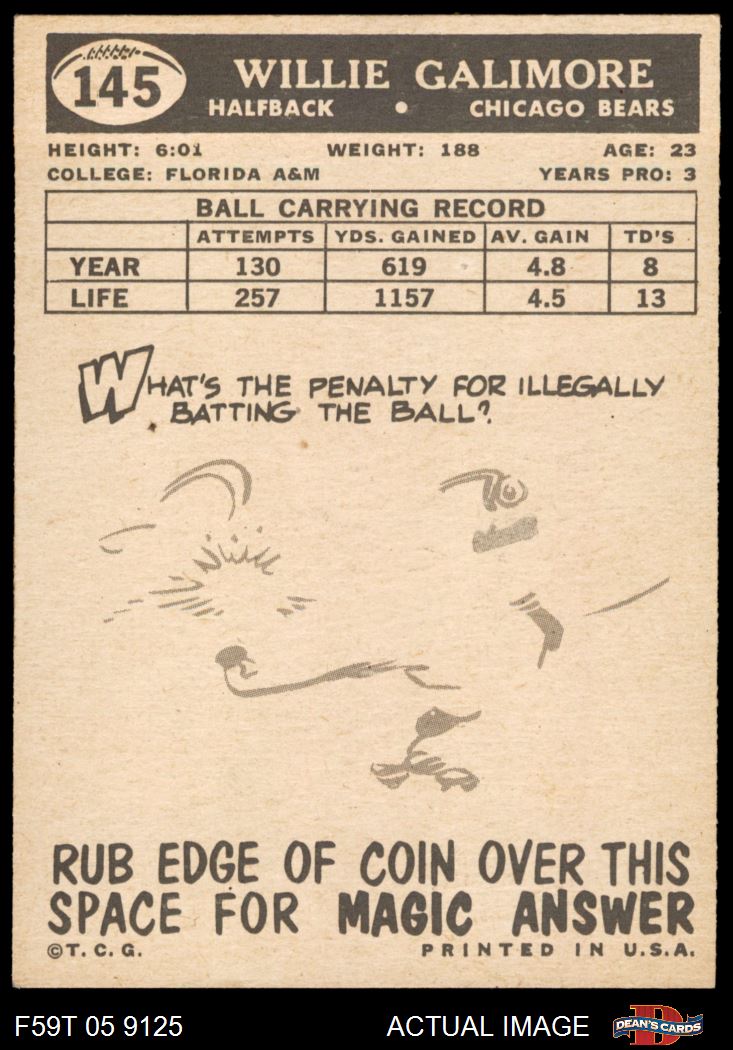 145
WILLIE GALIMORE
HALFBACK • CHICAGO BEARS
HEIGHT: 6:01 WEIGHT: 188 AGE: 23
COLLEGE: FLORIDA A&M YEARS PRO: 3
BALL CARRYING RECORD
ATTEMPTS YDS. GAINED AV. GAIN TD'S
YEAR 130 619 4.8 8
LIFE 257 1157 4.5 13
WHAT'S THE PENALTY FOR ILLEGALLY
BATTING THE BALL?
RUB EDGE OF COIN OVER THIS
SPACE FOR MAGIC ANSWER
©T.C.G. PRINTED IN U.S.A.
F59T 05 9125 ACTUAL IMAGE D DEAN'S CARDS